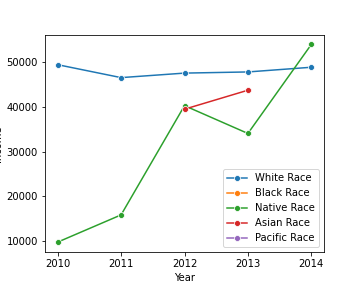 50000
40000
30000
20000
10000
2010 2011 2012 2013 2014
Year
White Race
Black Race
Native Race
Asian Race
Pacific Race